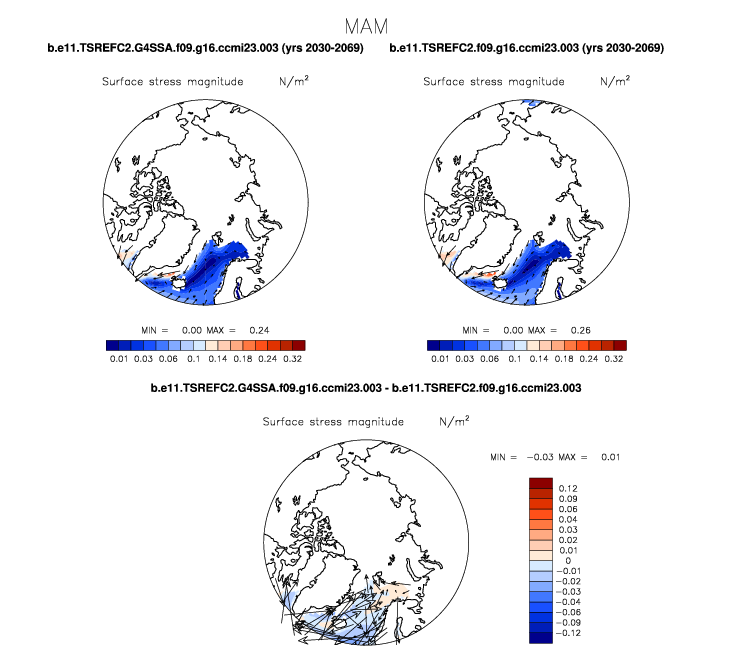 MAM
b.e11.TSREFC2.G4SSA.f09.g16.ccmi23.003 (yrs 2030-2069) b.e11.TSREFC2.f09.g16.ccmi23.003 (yrs 2030-2069)
Surface stress magnitude N/m² Surface stress magnitude N/m²
MIN = 0.00 MAX = 0.24 MIN = 0.00 MAX = 0.26
0.01 0.03 0.06 0.1 0.14 0.18 0.24 0.32 0.01 0.03 0.06 0.1 0.14 0.18 0.24 0.32
b.e11.TSREFC2.G4SSA.f09.g16.ccmi23.003 - b.e11.TSREFC2.f09.g16.ccmi23.003
Surface stress magnitude N/m²
MIN = -0.03 MAX = 0.01
0.12
0.09
0.06
0.04
0.03
0.02
0.01
0
-0.01
-0.02
-0.03
-0.04
-0.06
-0.09
-0.12